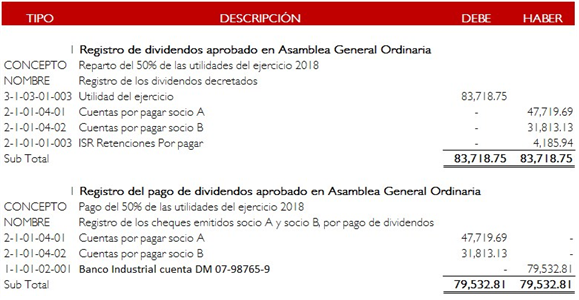 TIPO DESCRIPCIÓN DEBE HABER
1 Registro de dividendos aprobado en Asamblea General Ordinaria
CONCEPTO Reparto del 50% de las utilidades del ejercicio 2018
NOMBRE Registro de los dividendos decretados
3-1-03-01-003 Utilidad del ejercicio 83,718.75
2-1-01-04-01 Cuentas por pagar socio A - 47,719.69
2-1-01-04-02 Cuentas por pagar socio B - 31,813.13
2-1-01-01-003 ISR Retenciones Por pagar - 4,185.94
Sub Total 83,718.75 83,718.75
1 Registro del pago de dividendos aprobado en Asamblea General Ordinaria
CONCEPTO Pago del 50% de las utilidades del ejercicio 2018
NOMBRE Registro de los cheques emitidos socio A y socio B, por pago de dividendos
2-1-01-04-01 Cuentas por pagar socio A 47,719.69 -
2-1-01-04-02 Cuentas por pagar socio B 31,813.13 -
1-1-01-02-001 Banco Industrial cuenta DM 07-98765-9 - 79,532.81
Sub Total 79,532.81 79,532.81